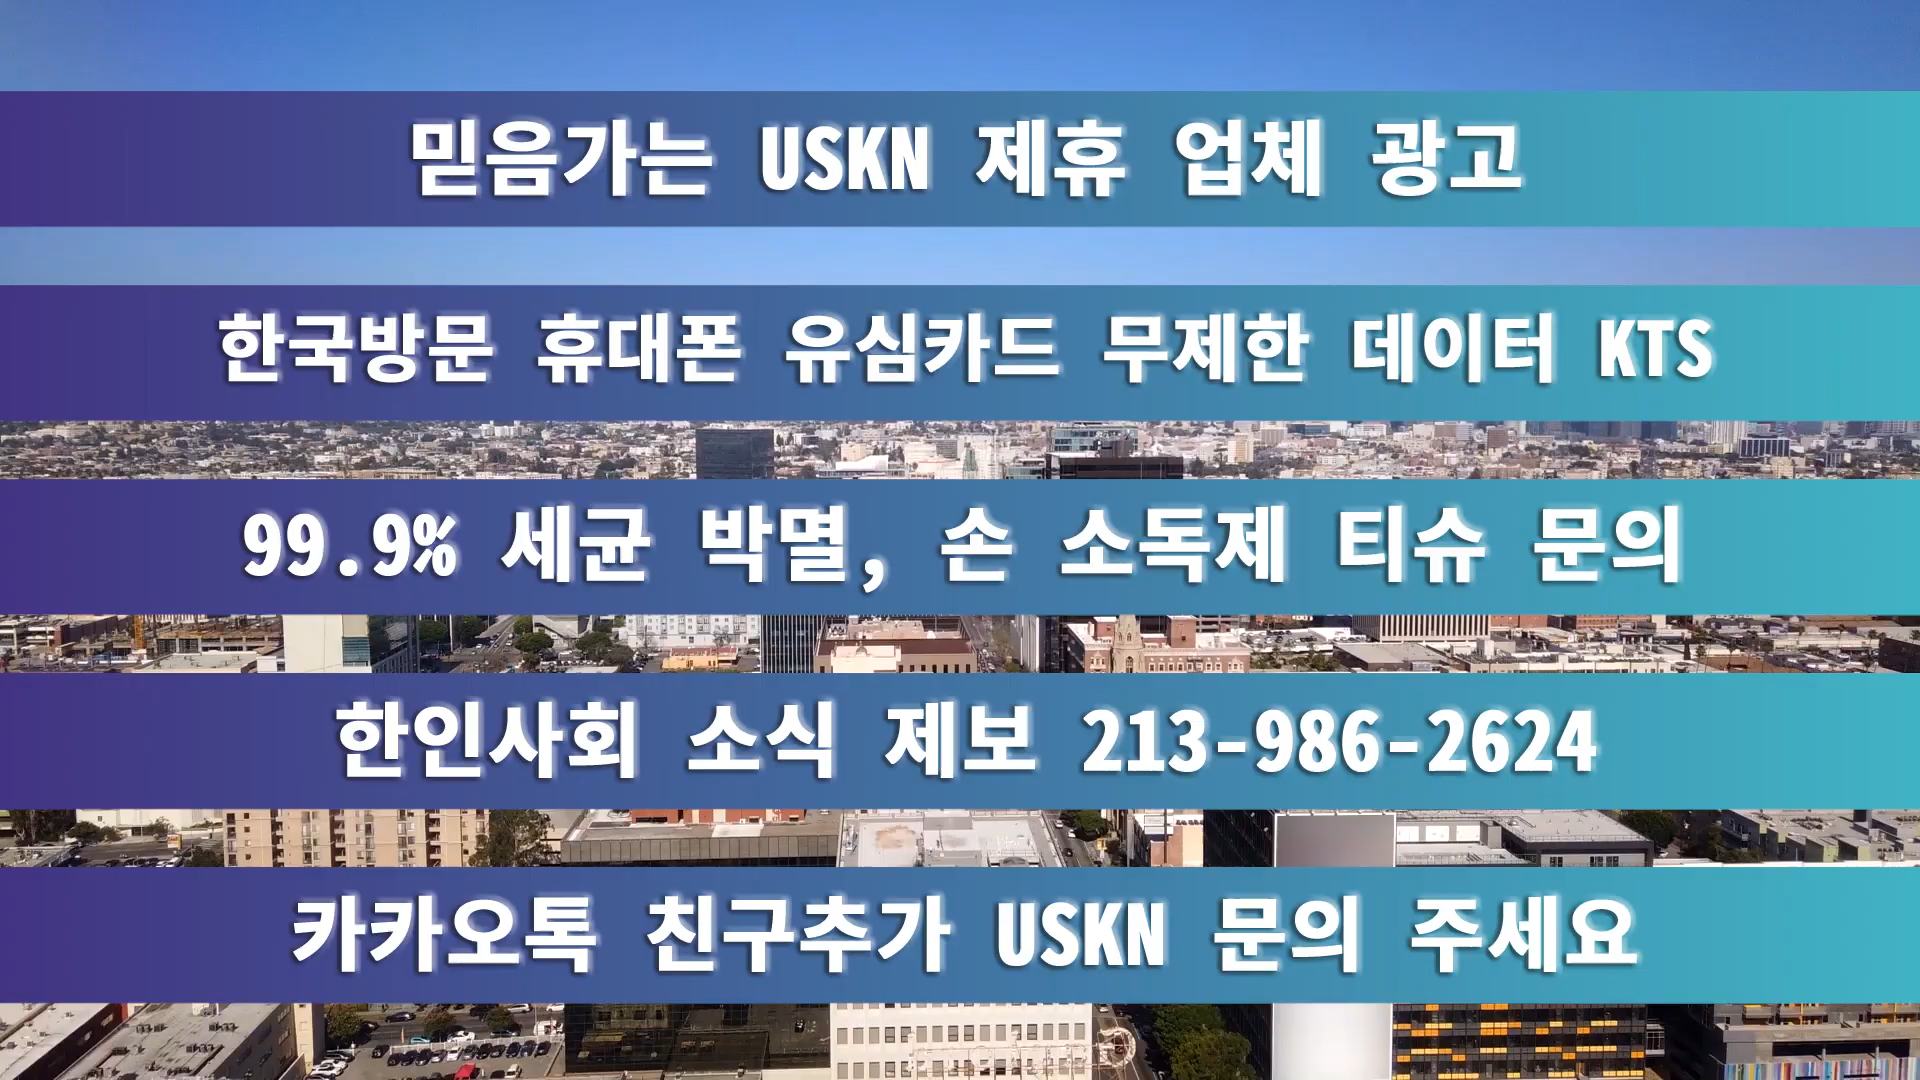 믿음가는 USKN 제휴 업체 광고
한국방문 휴대폰 유심카드 무제한 데이터 KTS
99.9% 세균 박멸, 손 소독제 티슈 문의
한인사회 소식 제보 213-986-2624
카카오톡 친구추가 USKN 문의 주세요